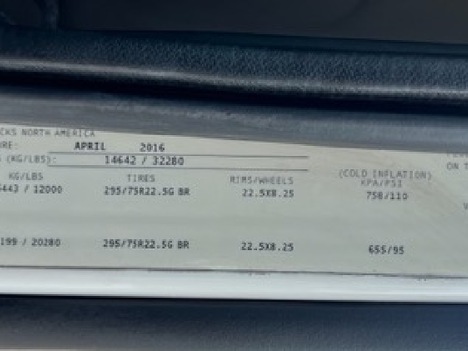 CKS NORTH AMERICA
RE: APRIL 2016
(KG/LBS): 14642 / 32280
KG/LBS TIRES RIMS/WHEELS (COLD INFLATION) KPA/PSI
443 / 12000 295/75R22.5G BR 22.5X8.25 758/110
199 / 20280 295/75R22.5G BR 22.5X8.25 655/95
ON T